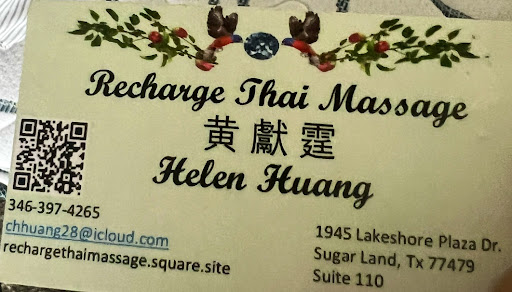 Recharge Thai Massage
黄獻霆
Helen Huang
346-397-4265
chhuang28@icloud.com
rechargethaimassage.square.site
1945 Lakeshore Plaza Dr.
Sugar Land, Tx 77479
Suite 110